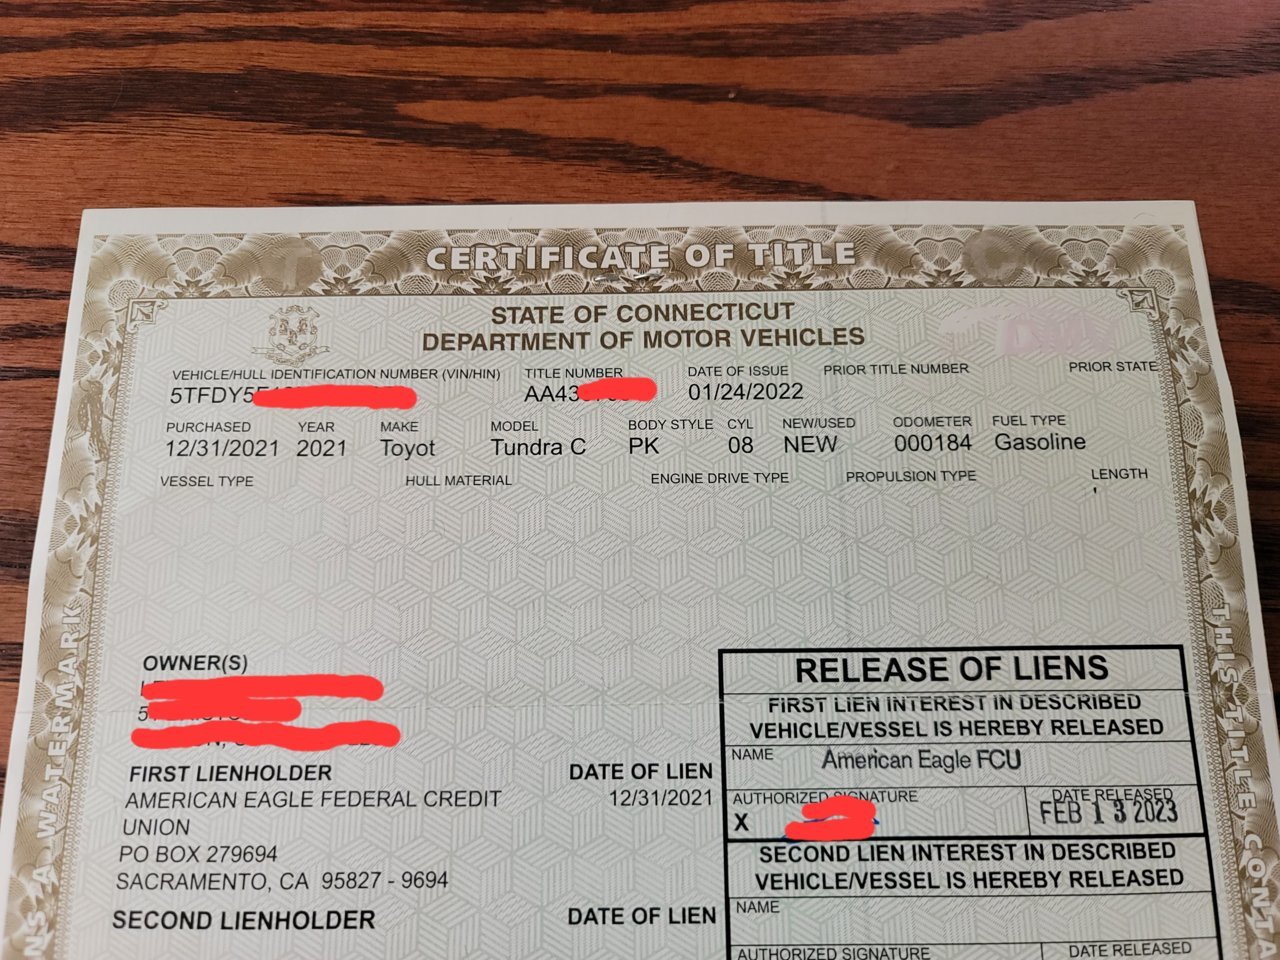 CERTIFICATE OF TITLE
STATE OF CONNECTICUT
DEPARTMENT OF MOTOR VEHICLES
VEHICLE/HULL IDENTIFICATION NUMBER (VIN/HIN) TITLE NUMBER DATE OF ISSUE PRIOR TITLE NUMBER PRIOR STATE
5TFDY5 AA43 01/24/2022
PURCHASED YEAR MAKE MODEL BODY STYLE CYL NEW/USED ODOMETER FUEL TYPE
12/31/2021 2021 Toyot Tundra C PK 08 NEW 000184 Gasoline
VESSEL TYPE HULL MATERIAL ENGINE DRIVE TYPE PROPULSION TYPE LENGTH
'
OWNER(S)
FIRST LIENHOLDER DATE OF LIEN
AMERICAN EAGLE FEDERAL CREDIT 12/31/2021
UNION
PO BOX 279694
SACRAMENTO, CA 95827 - 9694
SECOND LIENHOLDER DATE OF LIEN
RELEASE OF LIENS
FIRST LIEN INTEREST IN DESCRIBED
VEHICLE/VESSEL IS HEREBY RELEASED
NAME American Eagle FCU
AUTHORIZED SIGNATURE DATE RELEASED
X FEB 13 2023
SECOND LIEN INTEREST IN DESCRIBED
VEHICLE/VESSEL IS HEREBY RELEASED
NAME
AUTHORIZED SIGNATURE DATE RELEASED
A WATERMARK
THIS TITLE CONTA